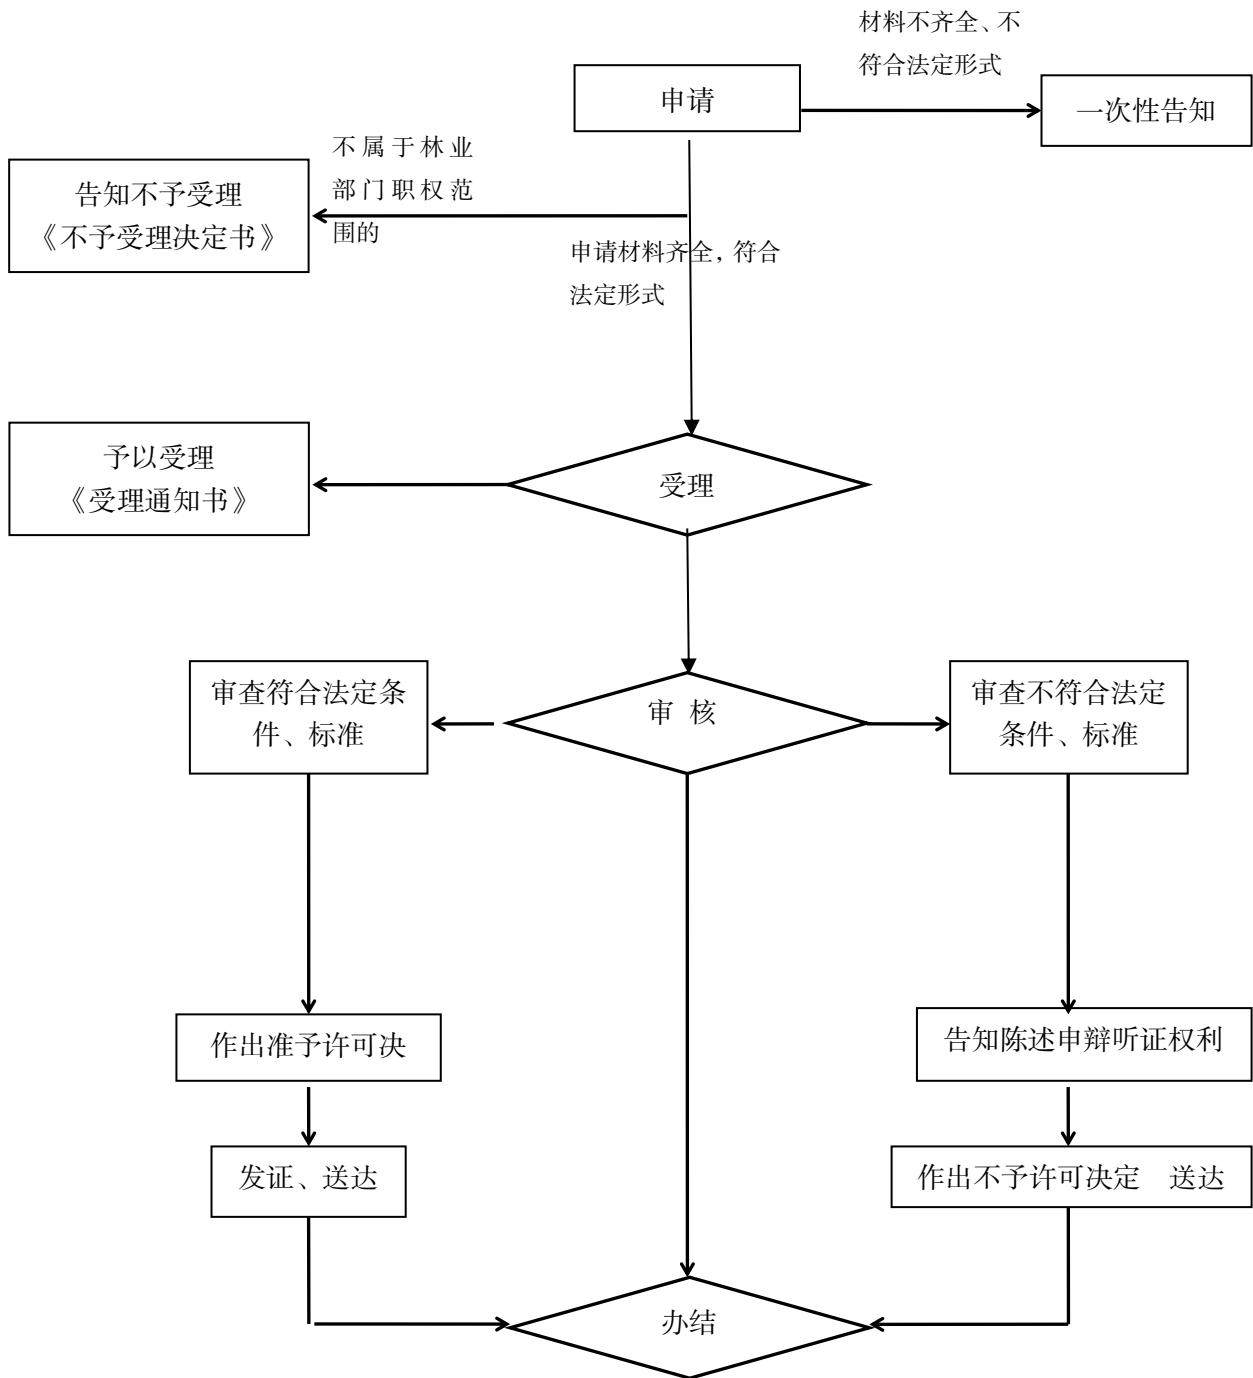 材料不齐全、不
符合法定形式
申请
一次性告知
不属于林业
部门职权范
围的
告知不予受理
《不予受理决定书》
申请材料齐全，符合
法定形式
予以受理
《受理通知书》
受理
审查符合法定条
件、标准
审 核
审查不符合法定
条件、标准
作出准予许可决
告知陈述申辩听证权利
发证、送达
作出不予许可决定　送达
办结